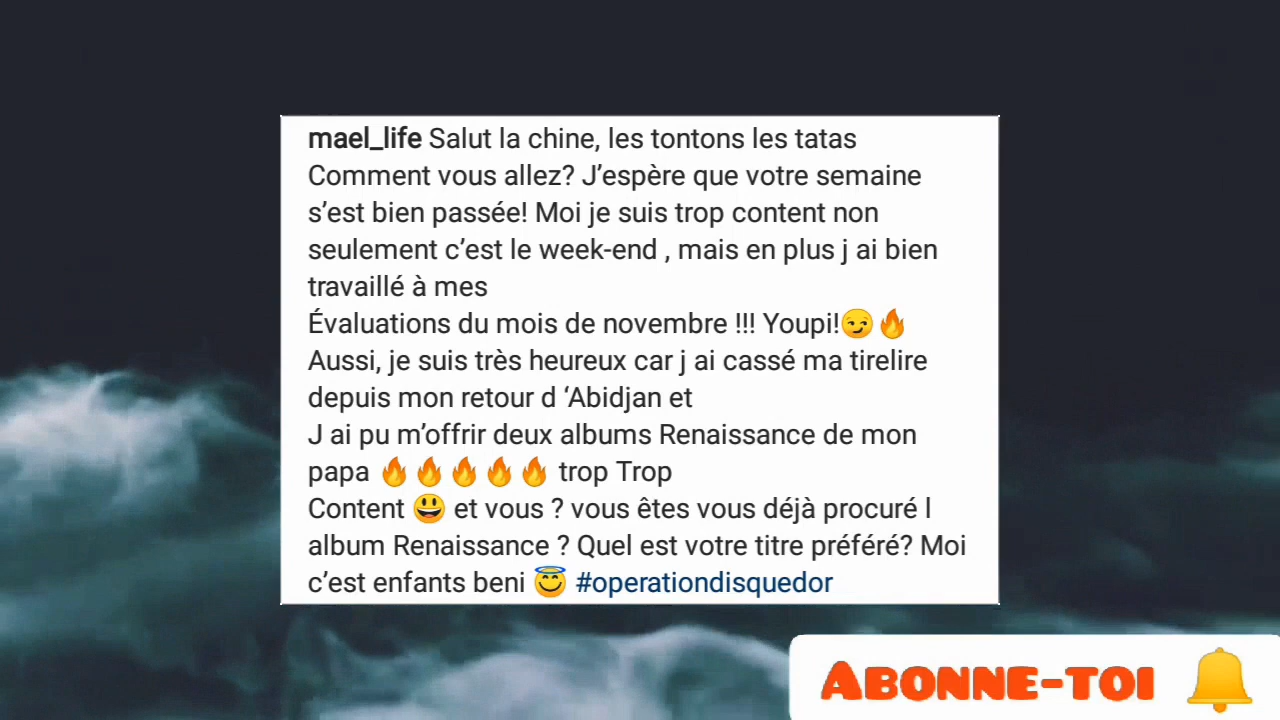 mael_life Salut la chine, les tontons les tatas
Comment vous allez? J’espère que votre semaine
s’est bien passée! Moi je suis trop content non
seulement c’est le week-end , mais en plus j ai bien
travaillé à mes
Évaluations du mois de novembre !!! Youpi!😏🔥
Aussi, je suis très heureux car j ai cassé ma tirelire
depuis mon retour d ‘Abidjan et
J ai pu m’offrir deux albums Renaissance de mon
papa 🔥🔥🔥🔥🔥 trop Trop
Content 😃 et vous ? vous êtes vous déjà procuré l
album Renaissance ? Quel est votre titre préféré? Moi
c’est enfants beni 😇 #operationdisquedor
ABONNE-TOI 🔔